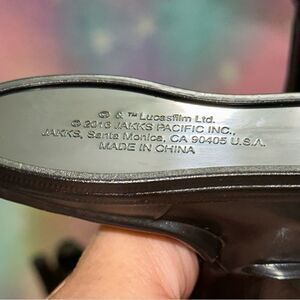 © & ™ Lucasfilm Ltd.
© 2016 JAKKS PACIFIC INC.,
JAKKS, Santa Monica, CA 90405 U.S.A.
MADE IN CHINA